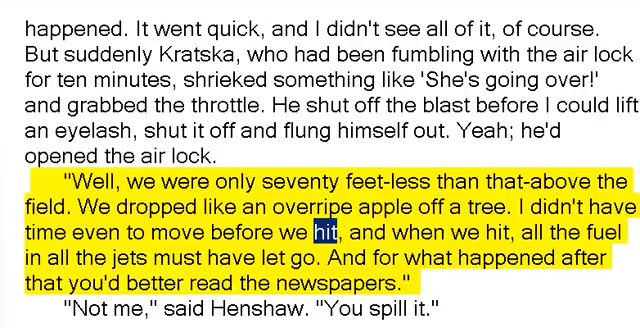 happened. It went quick, and I didn't see all of it, of course.
But suddenly Kratska, who had been fumbling with the air lock
for ten minutes, shrieked something like 'She's going over!'
and grabbed the throttle. He shut off the blast before I could lift
an eyelash, shut it off and flung himself out. Yeah; he'd
opened the air lock.
"Well, we were only seventy feet-less than that-above the
field. We dropped like an overripe apple off a tree. I didn't have
time even to move before we hit, and when we hit, all the fuel
in all the jets must have let go. And for what happened after
that you'd better read the newspapers."
"Not me," said Henshaw. "You spill it."